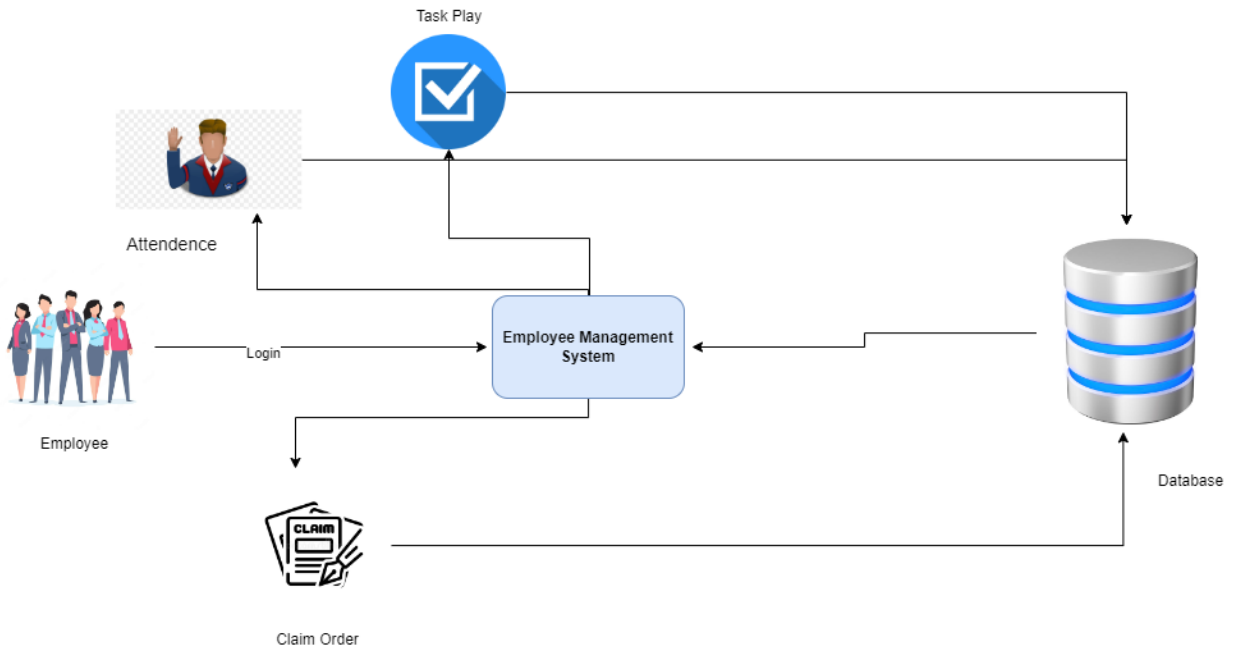 Task Play
Attendence
Employee Management
System
Login
Employee
Database
CLAIM
Claim Order